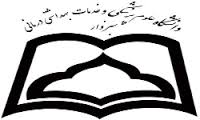 دانشگاه علوم پزشکی و خدمات بهداشتی درمانی
سبزوار